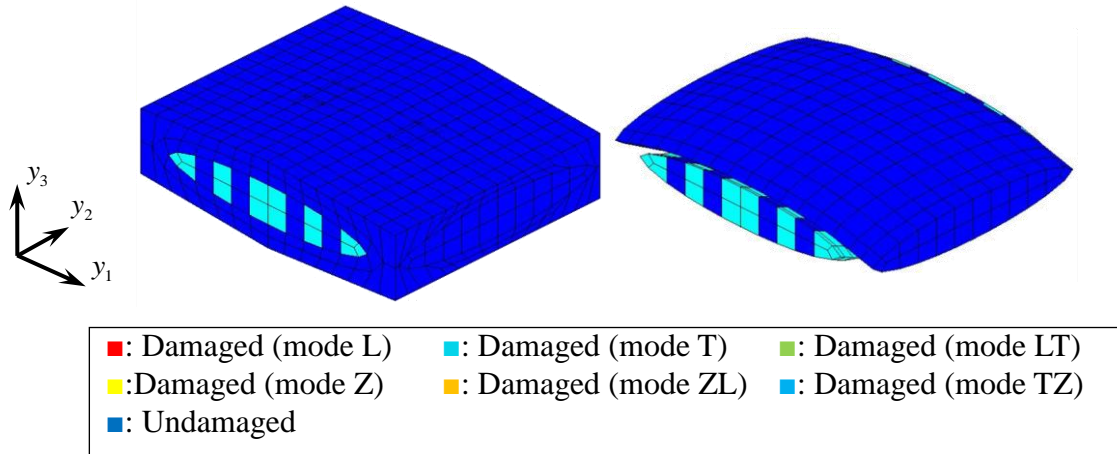 y3
y2
y1
■: Damaged (mode L) ■: Damaged (mode T) ■: Damaged (mode LT)
■:Damaged (mode Z) ■: Damaged (mode ZL) ■: Damaged (mode TZ)
■: Undamaged